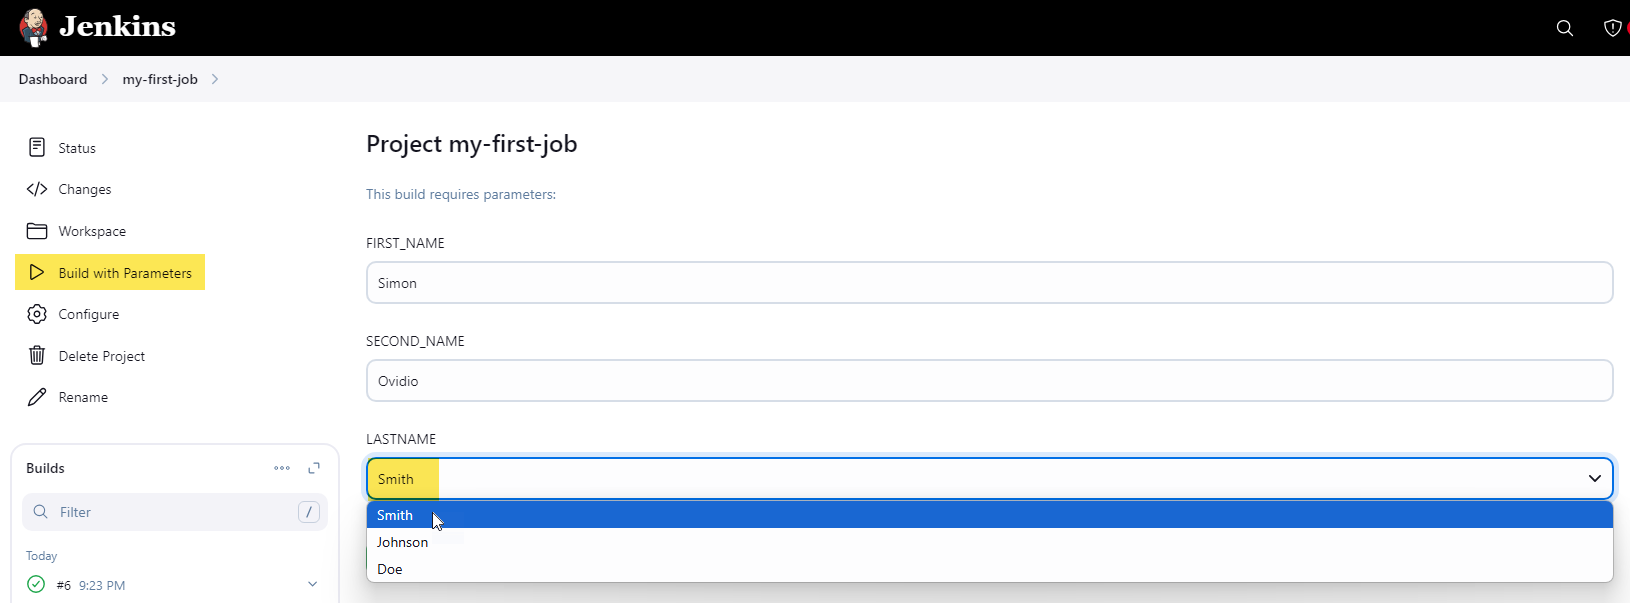 Jenkins
Dashboard my-first-job
Status
Changes
Workspace
Build with Parameters
Configure
Delete Project
Rename
Builds
Filter /
Today
#6 9:23 PM
Project my-first-job
This build requires parameters:
FIRST_NAME
Simon
SECOND_NAME
Ovidio
LASTNAME
Smith
Smith
Johnson
Doe